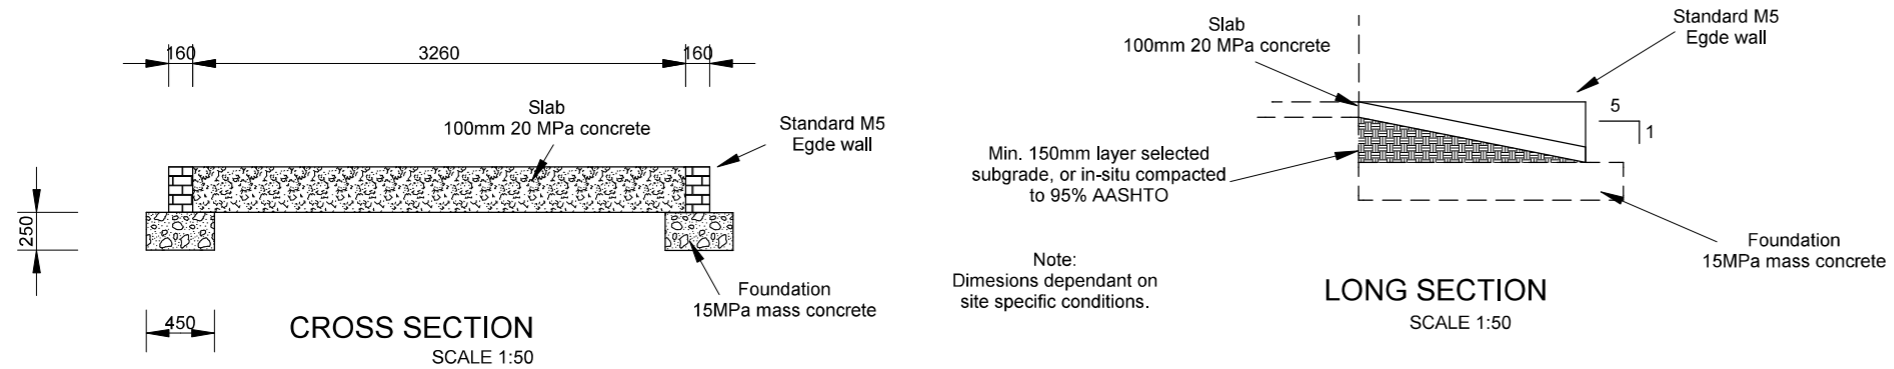 160
3260
160
Slab
100mm 20 MPa concrete
Standard M5
Egde wall
250
Foundation
15MPa mass concrete
450
CROSS SECTION
SCALE 1:50
Slab
100mm 20 MPa concrete
Standard M5
Egde wall
5
1
Min. 150mm layer selected
subgrade, or in-situ compacted
to 95% AASHTO
Foundation
15MPa mass concrete
Note:
Dimesions dependant on
site specific conditions.
LONG SECTION
SCALE 1:50